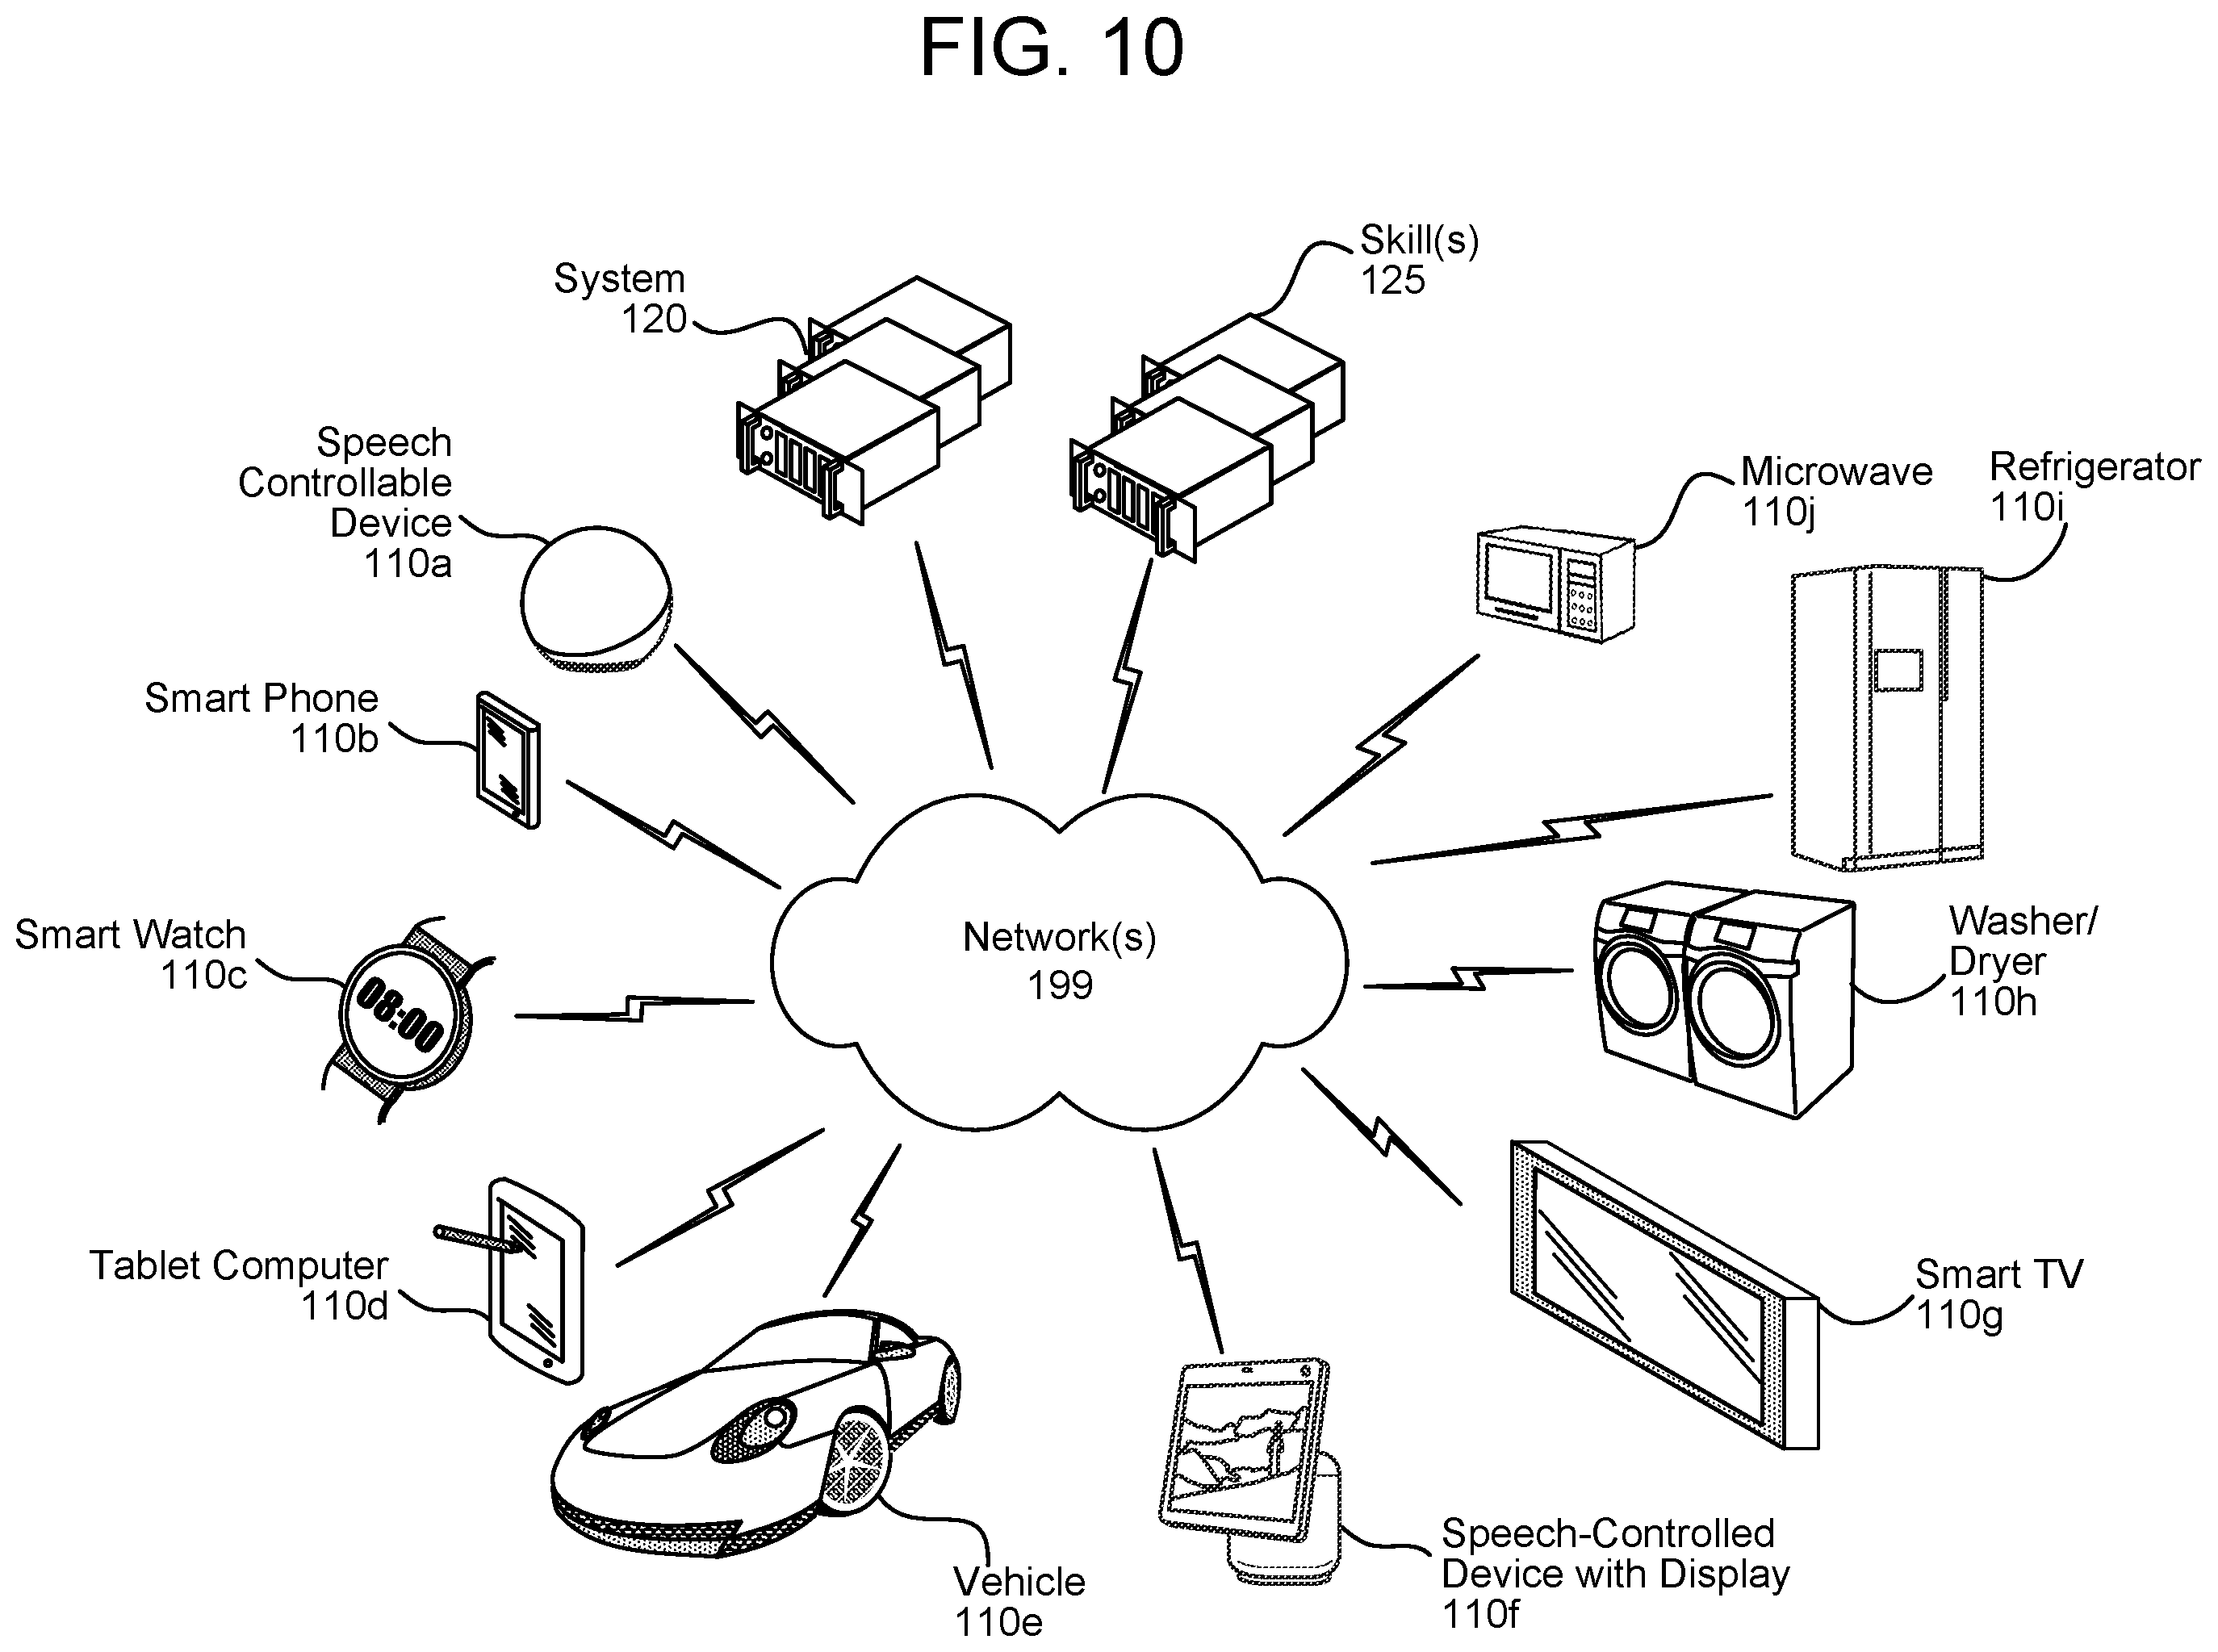 FIG. 10
System
120
Skill(s)
125
Speech
Controllable
Device
110a
Microwave
110j
Refrigerator
110i
Smart Phone
110b
Smart Watch
110c
08:00
Network(s)
199
Washer/
Dryer
110h
Tablet Computer
110d
Smart TV
110g
Vehicle
110e
Speech-Controlled
Device with Display
110f